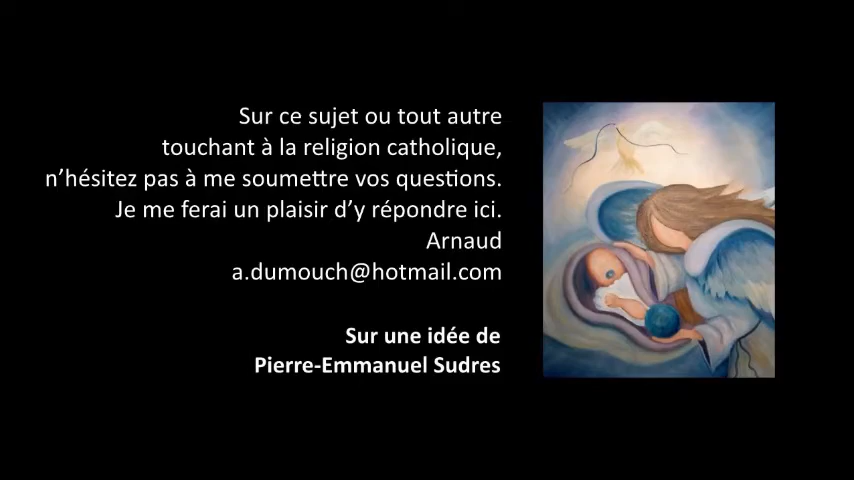 Sur ce sujet ou tout autre
touchant à la religion catholique,
n’hésitez pas à me soumettre vos questions.
Je me ferai un plaisir d’y répondre ici.
Arnaud
a.dumouch@hotmail.com
Sur une idée de
Pierre-Emmanuel Sudres